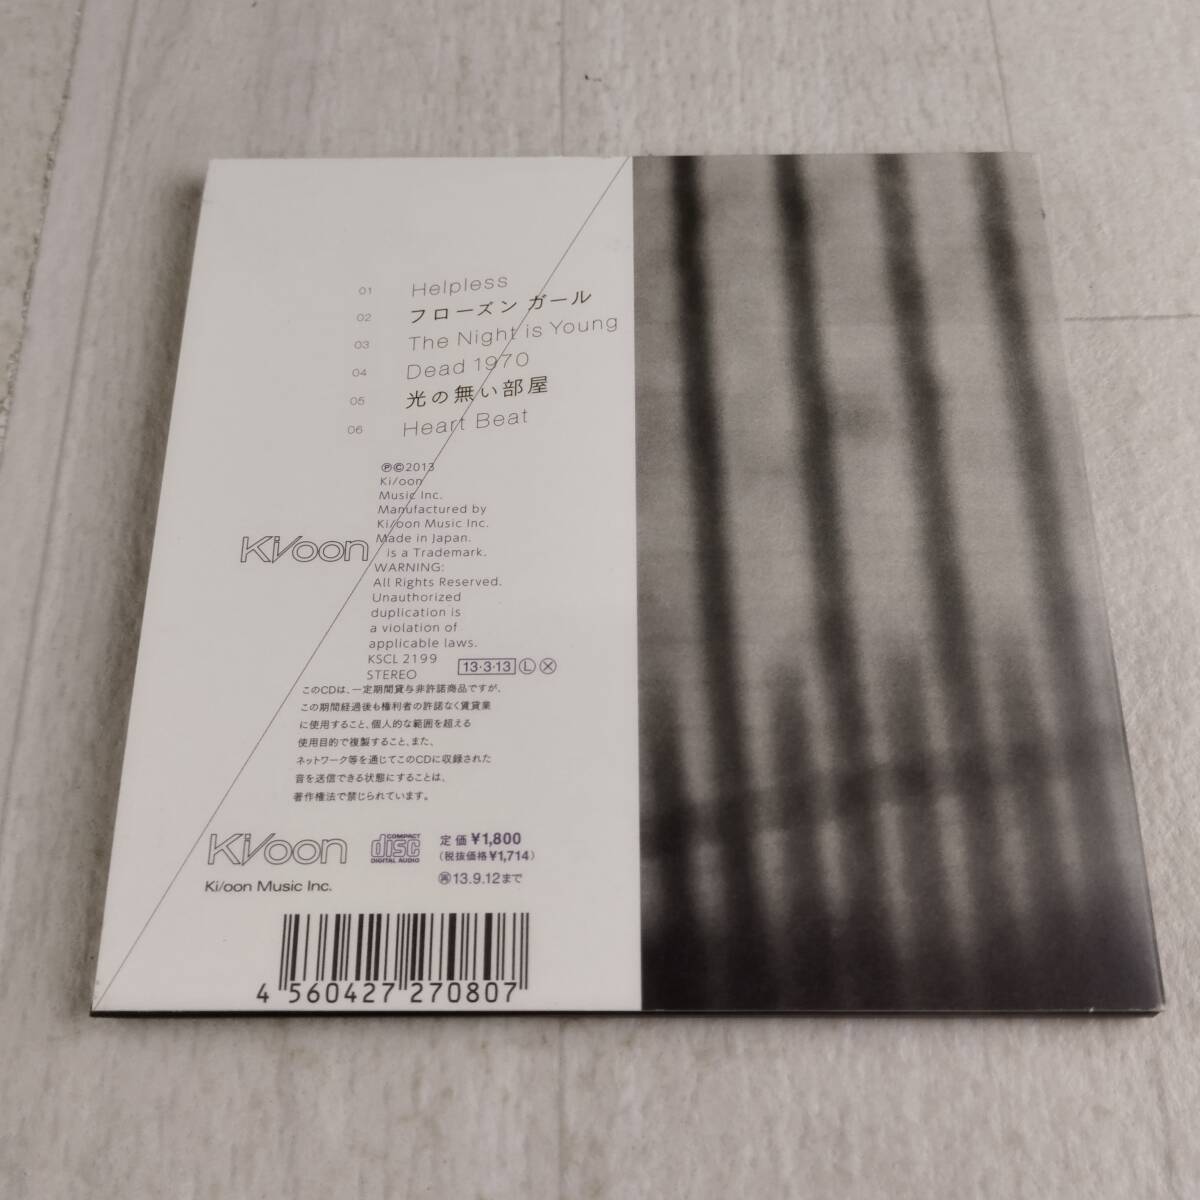 01 Helpless
02 フローズン ガール
03 The Night is Young
04 Dead 1970
05 光の無い部屋
06 Heart Beat
℗©2013
Ki/oon
Music Inc.
Manufactured by
Ki/oon Music Inc.
Made in Japan.
Ki/oon is a Trademark.
WARNING:
All Rights Reserved.
Unauthorized
duplication is
a violation of
applicable laws.
KSCL 2199
STEREO
13・3・13 Ⓛ Ⓧ
このCDは、一定期間貸与非許諾商品ですが、
この期間経過後も権利者の許諾なく賃貸業
に使用すること、個人的な範囲を超える
使用目的で複製すること、また、
ネットワーク等を通じてこのCDに収録された
音を送信できる状態にすることは、
著作権法で禁じられています。
Ki/oon
Ki/oon Music Inc.
COMPACT
disc
DIGITAL AUDIO
定価 ¥1,800
(税抜価格¥1,714)
再13.9.12まで
4 560427 270807